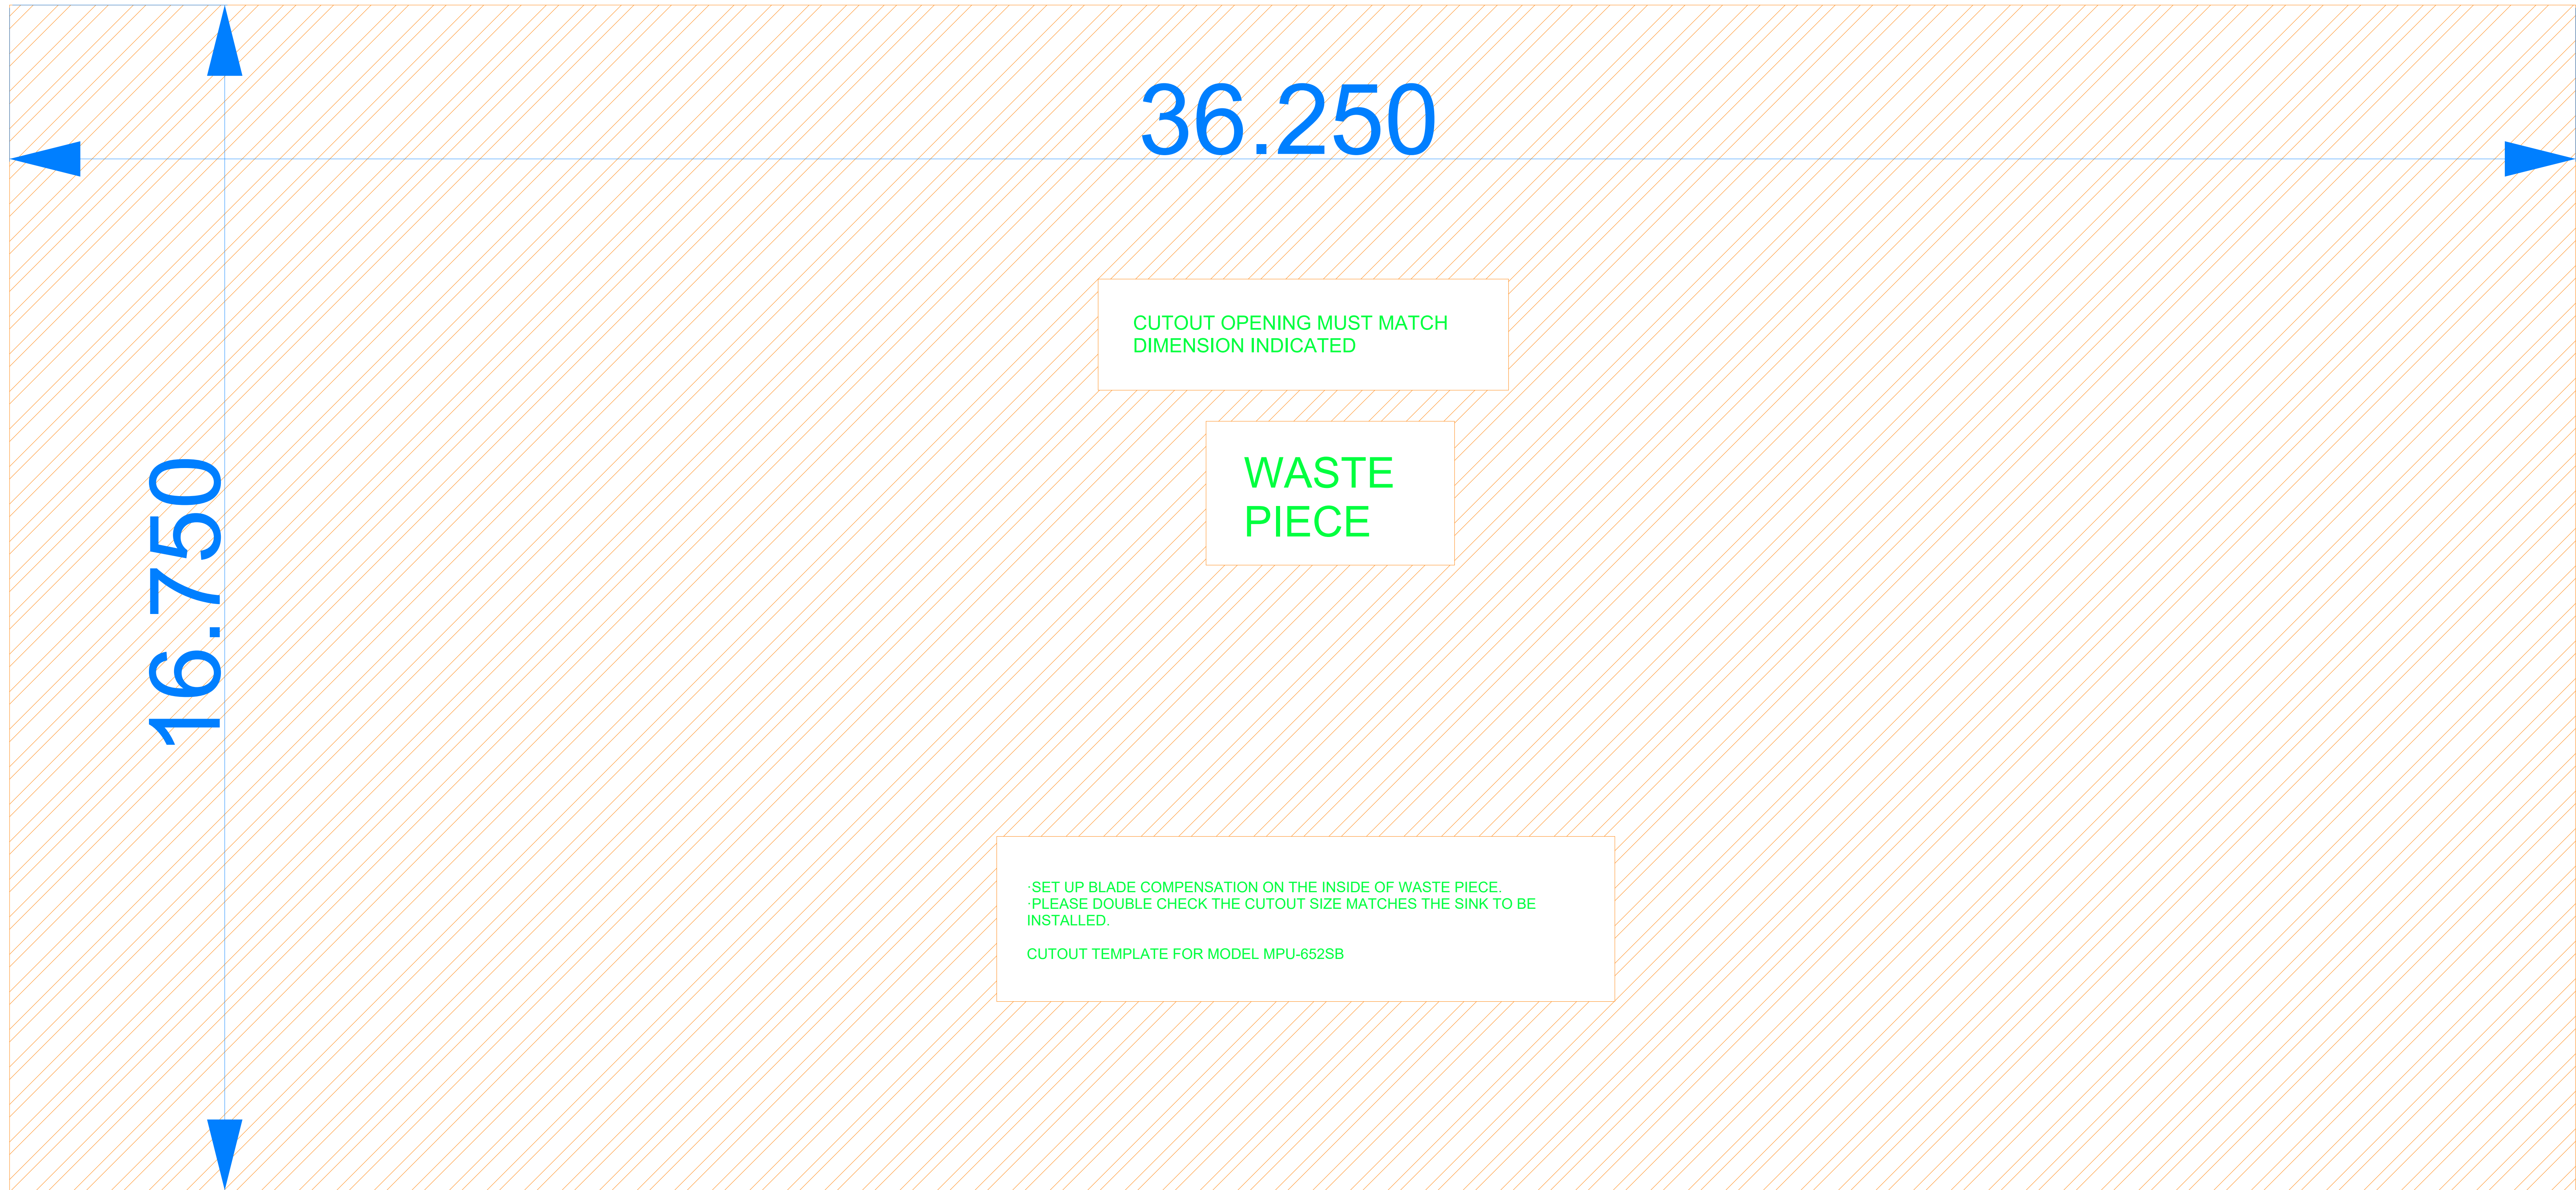 36.250
CUTOUT OPENING MUST MATCH
DIMENSION INDICATED
WASTE
PIECE
16.750
·SET UP BLADE COMPENSATION ON THE INSIDE OF WASTE PIECE.
·PLEASE DOUBLE CHECK THE CUTOUT SIZE MATCHES THE SINK TO BE
INSTALLED.
CUTOUT TEMPLATE FOR MODEL MPU-652SB